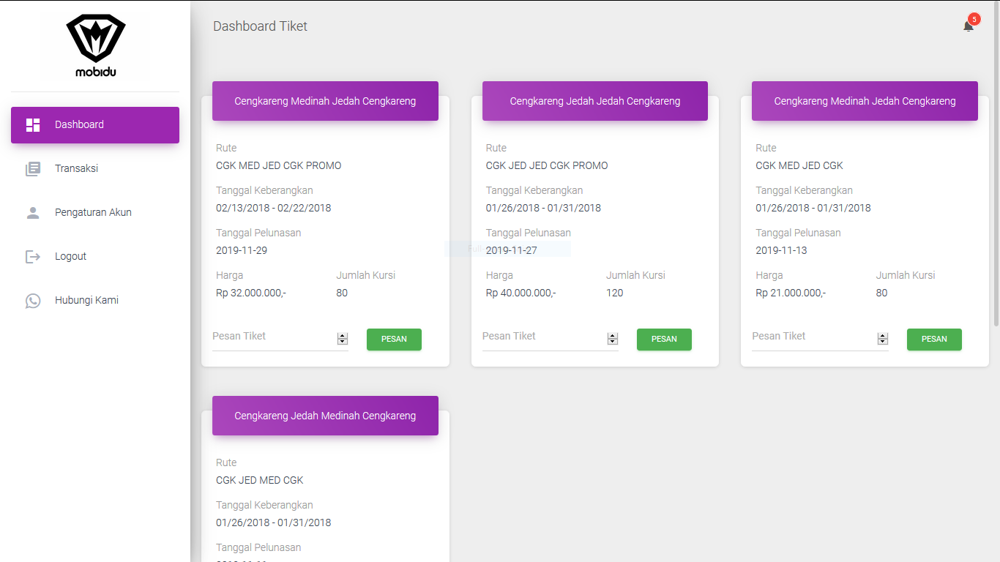 mobidu
Dashboard
Transaksi
Pengaturan Akun
Logout
Hubungi Kami
Dashboard Tiket
5
Cengkareng Medinah Jedah Cengkareng
Rute
CGK MED JED CGK PROMO
Tanggal Keberangkan
02/13/2018 - 02/22/2018
Tanggal Pelunasan
2019-11-29
Harga
Jumlah Kursi
Rp 32.000.000,-
80
Pesan Tiket
PESAN
Cengkareng Jedah Jedah Cengkareng
Rute
CGK JED JED CGK PROMO
Tanggal Keberangkan
01/26/2018 - 01/31/2018
Tanggal Pelunasan
2019-11-27
Harga
Jumlah Kursi
Rp 40.000.000,-
120
Pesan Tiket
PESAN
Cengkareng Medinah Jedah Cengkareng
Rute
CGK MED JED CGK
Tanggal Keberangkan
01/26/2018 - 01/31/2018
Tanggal Pelunasan
2019-11-13
Harga
Jumlah Kursi
Rp 21.000.000,-
80
Pesan Tiket
PESAN
Cengkareng Jedah Medinah Cengkareng
Rute
CGK JED MED CGK
Tanggal Keberangkan
01/26/2018 - 01/31/2018
Tanggal Pelunasan